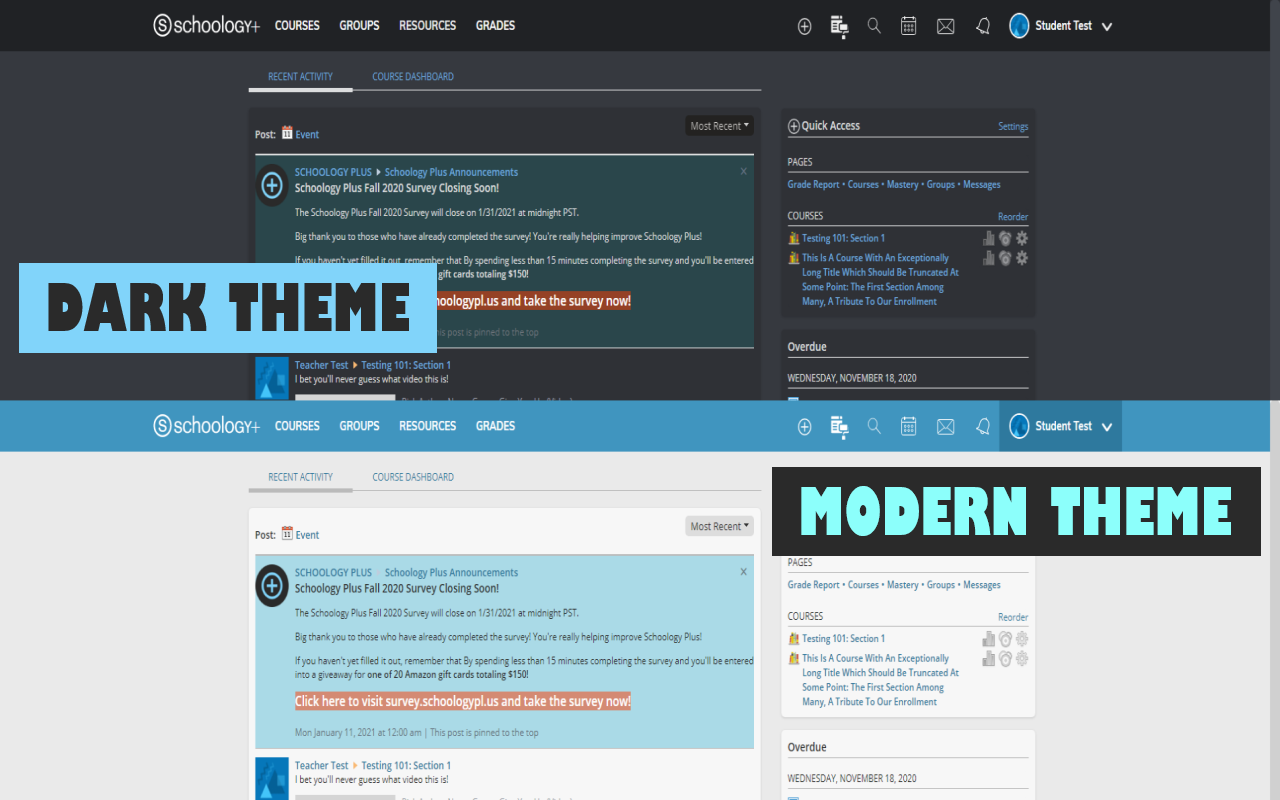 schoology+ COURSES GROUPS RESOURCES GRADES Student Test
RECENT ACTIVITY COURSE DASHBOARD
Post: 11 Event Most Recent
SCHOOLOGY PLUS Schoology Plus Announcements x
Schoology Plus Fall 2020 Survey Closing Soon!
The Schoology Plus Fall 2020 Survey will close on 1/31/2021 at midnight PST.
Big thank you to those who have already completed the survey! You're really helping improve Schoology Plus!
If you haven't yet filled it out, remember that By spending less than 15 minutes completing the survey and you'll be entered
gift cards totaling $150!
hoologypl.us and take the survey now!
his post is pinned to the top
DARK THEME
Teacher Test Testing 101: Section 1
I bet you'll never guess what video this is!
Quick Access Settings
PAGES
Grade Report • Courses • Mastery • Groups • Messages
COURSES Reorder
Testing 101: Section 1
This Is A Course With An Exceptionally
Long Title Which Should Be Truncated At
Some Point: The First Section Among
Many, A Tribute To Our Enrollment
Overdue
WEDNESDAY, NOVEMBER 18, 2020
schoology+ COURSES GROUPS RESOURCES GRADES Student Test
RECENT ACTIVITY COURSE DASHBOARD
Post: 11 Event Most Recent
SCHOOLOGY PLUS Schoology Plus Announcements x
Schoology Plus Fall 2020 Survey Closing Soon!
The Schoology Plus Fall 2020 Survey will close on 1/31/2021 at midnight PST.
Big thank you to those who have already completed the survey! You're really helping improve Schoology Plus!
If you haven't yet filled it out, remember that By spending less than 15 minutes completing the survey and you'll be entered
into a giveaway for one of 20 Amazon gift cards totaling $150!
Click here to visit survey.schoologypl.us and take the survey now!
Mon January 11, 2021 at 12:00 am | This post is pinned to the top
Teacher Test Testing 101: Section 1
I bet you'll never guess what video this is!
MODERN THEME
PAGES
Grade Report • Courses • Mastery • Groups • Messages
COURSES Reorder
Testing 101: Section 1
This Is A Course With An Exceptionally
Long Title Which Should Be Truncated At
Some Point: The First Section Among
Many, A Tribute To Our Enrollment
Overdue
WEDNESDAY, NOVEMBER 18, 2020